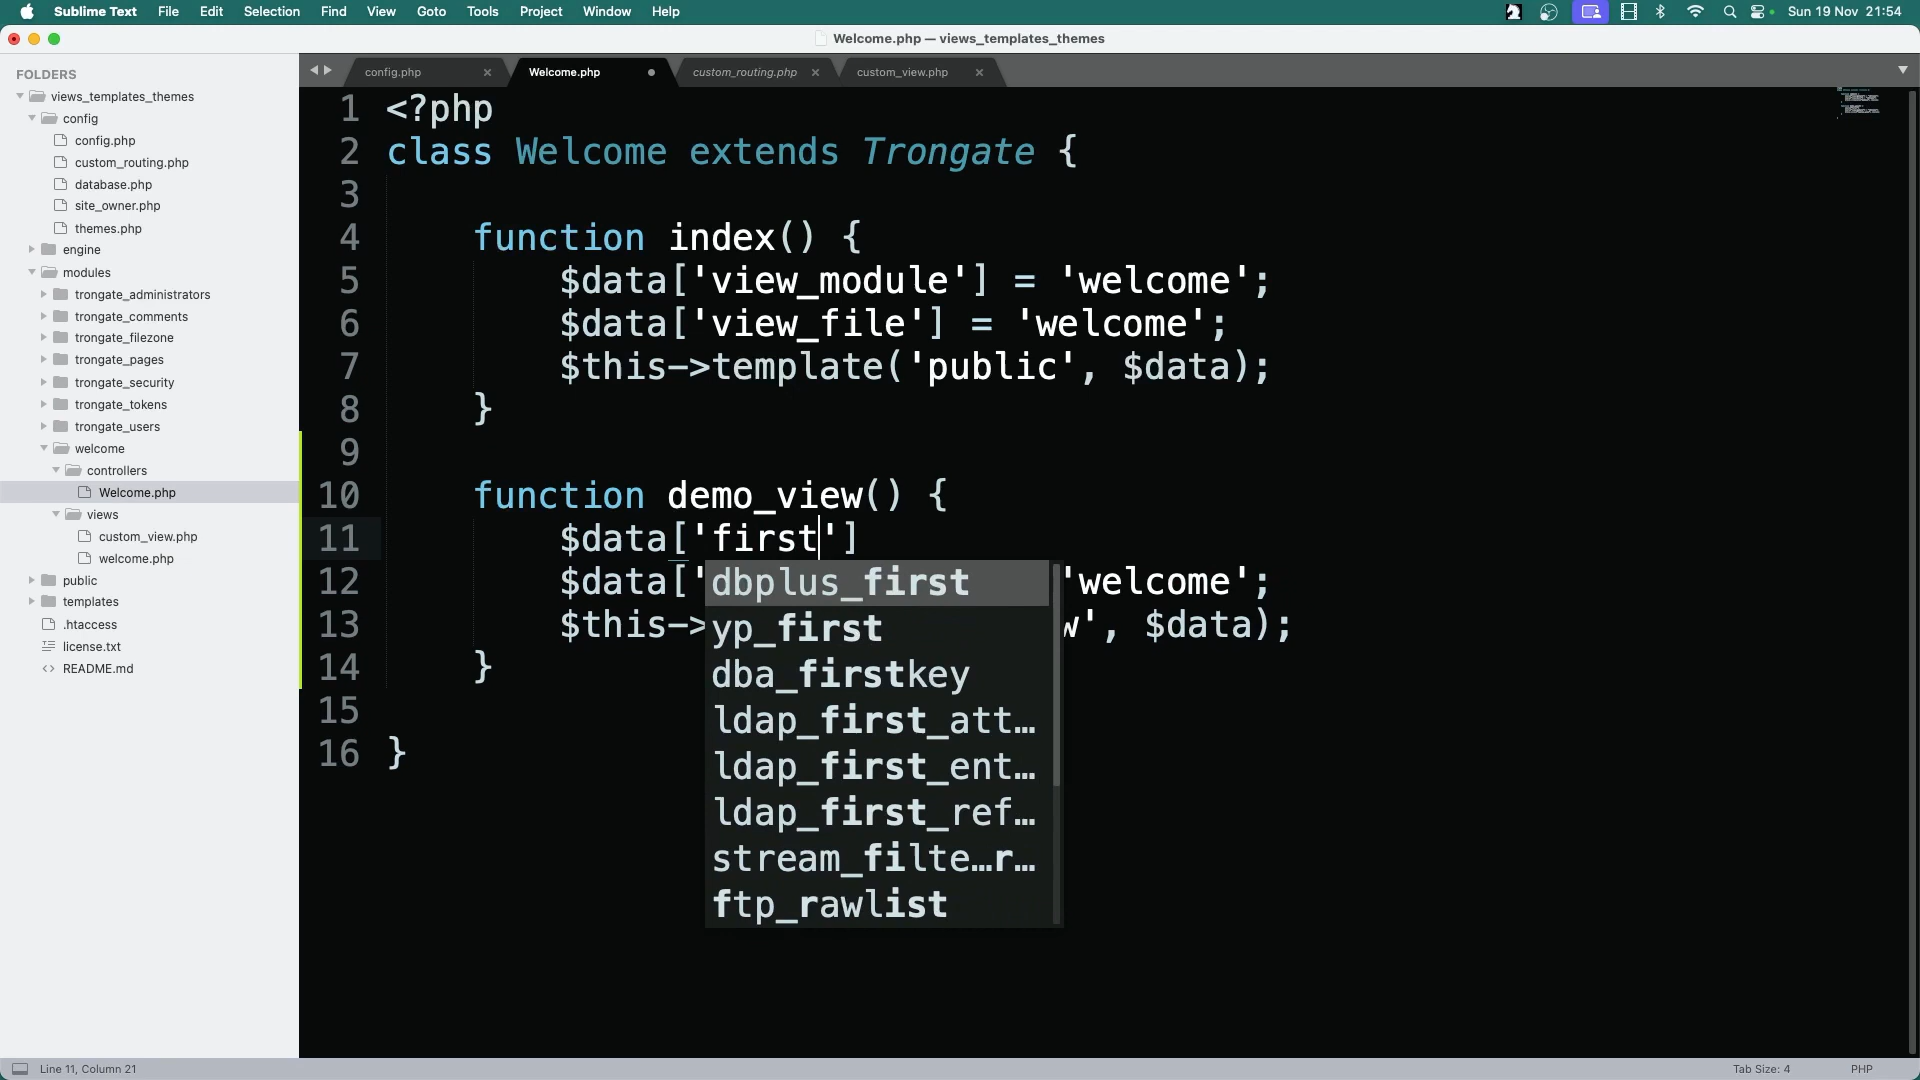 Sublime Text File Edit Selection Find View Goto Tools Project Window Help Sun 19 Nov 21:54
Welcome.php — views_templates_themes
FOLDERS
views_templates_themes
config
config.php
custom_routing.php
database.php
site_owner.php
themes.php
engine
modules
trongate_administrators
trongate_comments
trongate_filezone
trongate_pages
trongate_security
trongate_tokens
trongate_users
welcome
controllers
Welcome.php
views
custom_view.php
welcome.php
public
templates
.htaccess
license.txt
README.md
config.php Welcome.php custom_routing.php custom_view.php
1 <?php
2 class Welcome extends Trongate {
3
4 function index() {
5 $data['view_module'] = 'welcome';
6 $data['view_file'] = 'welcome';
7 $this->template('public', $data);
8 }
9
10 function demo_view() {
11 $data['first']
12 $data[' 'welcome';
13 $this-> w', $data);
14 }
15
16 }
dbplus_first
yp_first
dba_firstkey
ldap_first_att…
ldap_first_ent…
ldap_first_ref…
stream_filte…r…
ftp_rawlist
Line 11, Column 21 Tab Size: 4 PHP